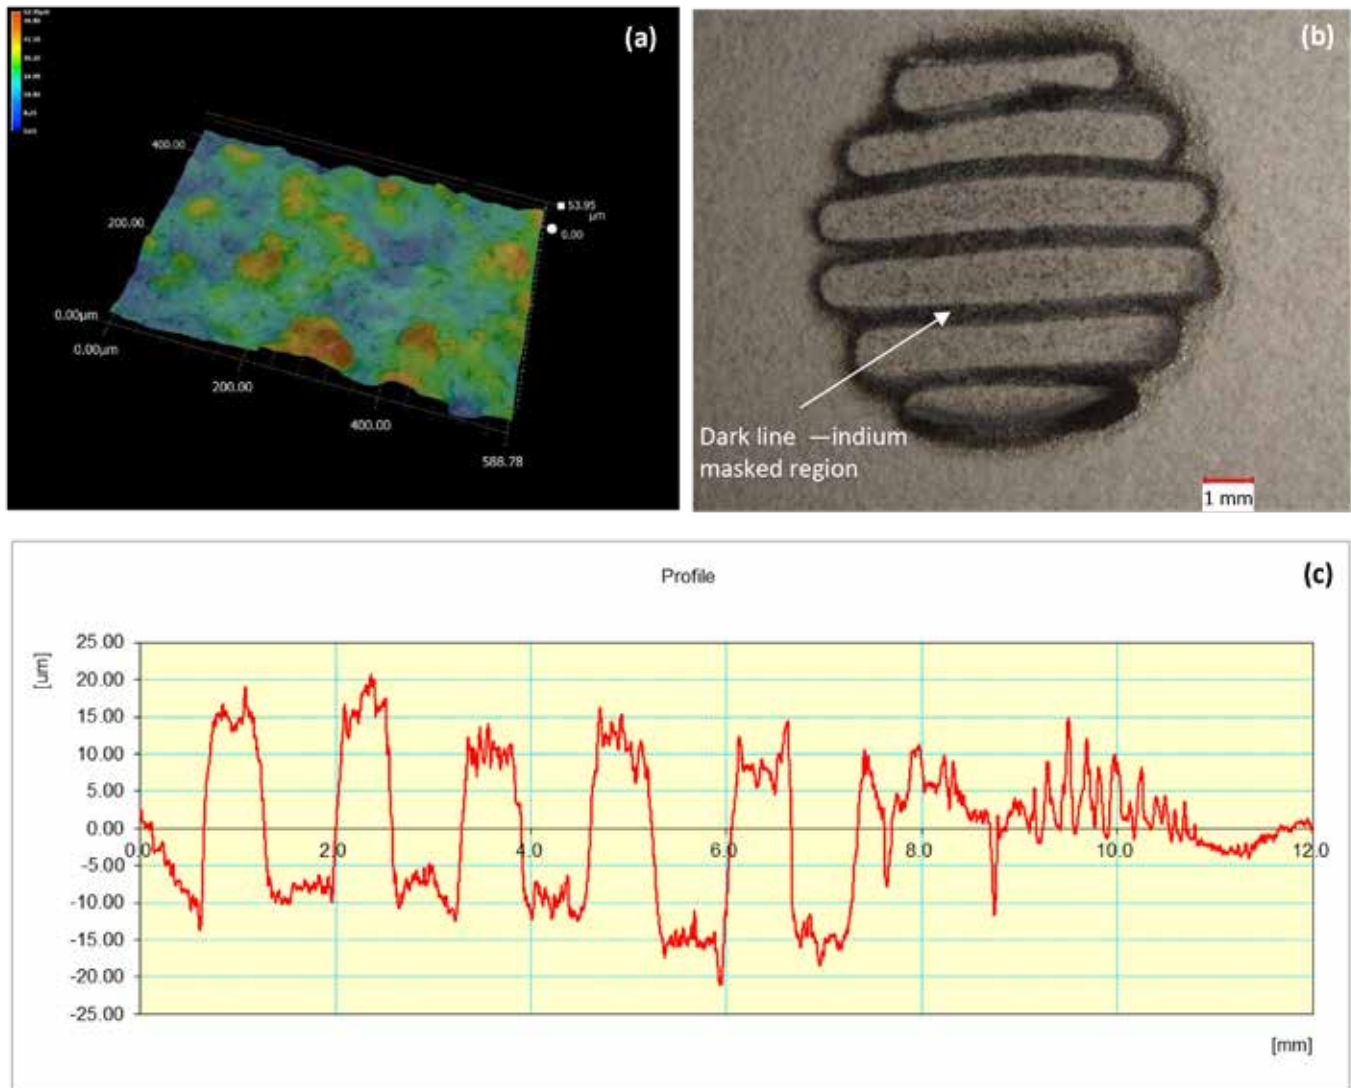 (a)
400.00
200.00
0.00µm
0.00µm
200.00
400.00
588.78
53.95
µm
0.00
(b)
Dark line —indium
masked region
1 mm
(c)
Profile
[um]
25.00
20.00
15.00
10.00
5.00
0.00
-5.00
-10.00
-15.00
-20.00
-25.00
0.0 2.0 4.0 6.0 8.0 10.0 12.0
[mm]